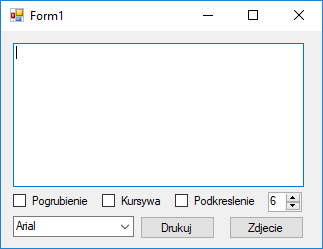 Form1
Pogrubienie Kursywa Podkreslenie 6
Arial Drukuj Zdjecie